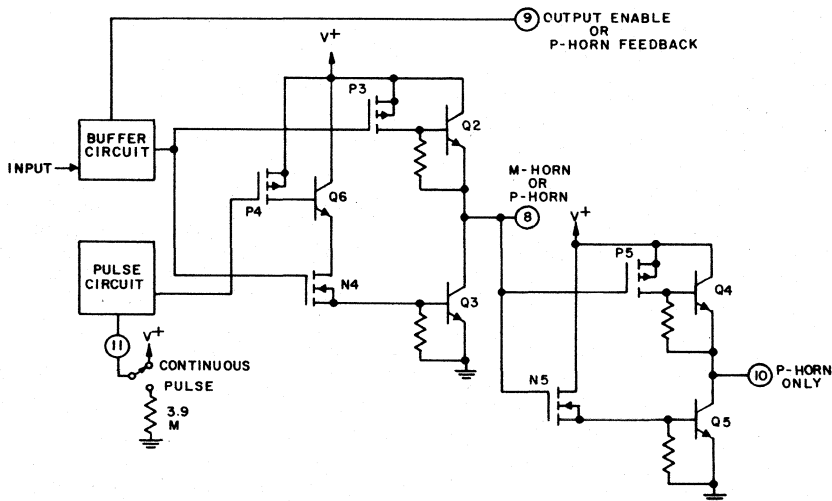 9 OUTPUT ENABLE
OR
P-HORN FEEDBACK
V+
P3
BUFFER
CIRCUIT
Q2
INPUT
M-HORN
OR
P-HORN
P4
Q6
8
V+
PULSE
CIRCUIT
P5
N4
Q3
Q4
11
V+
CONTINUOUS
PULSE
3.9
M
N5
10 P-HORN
ONLY
Q5